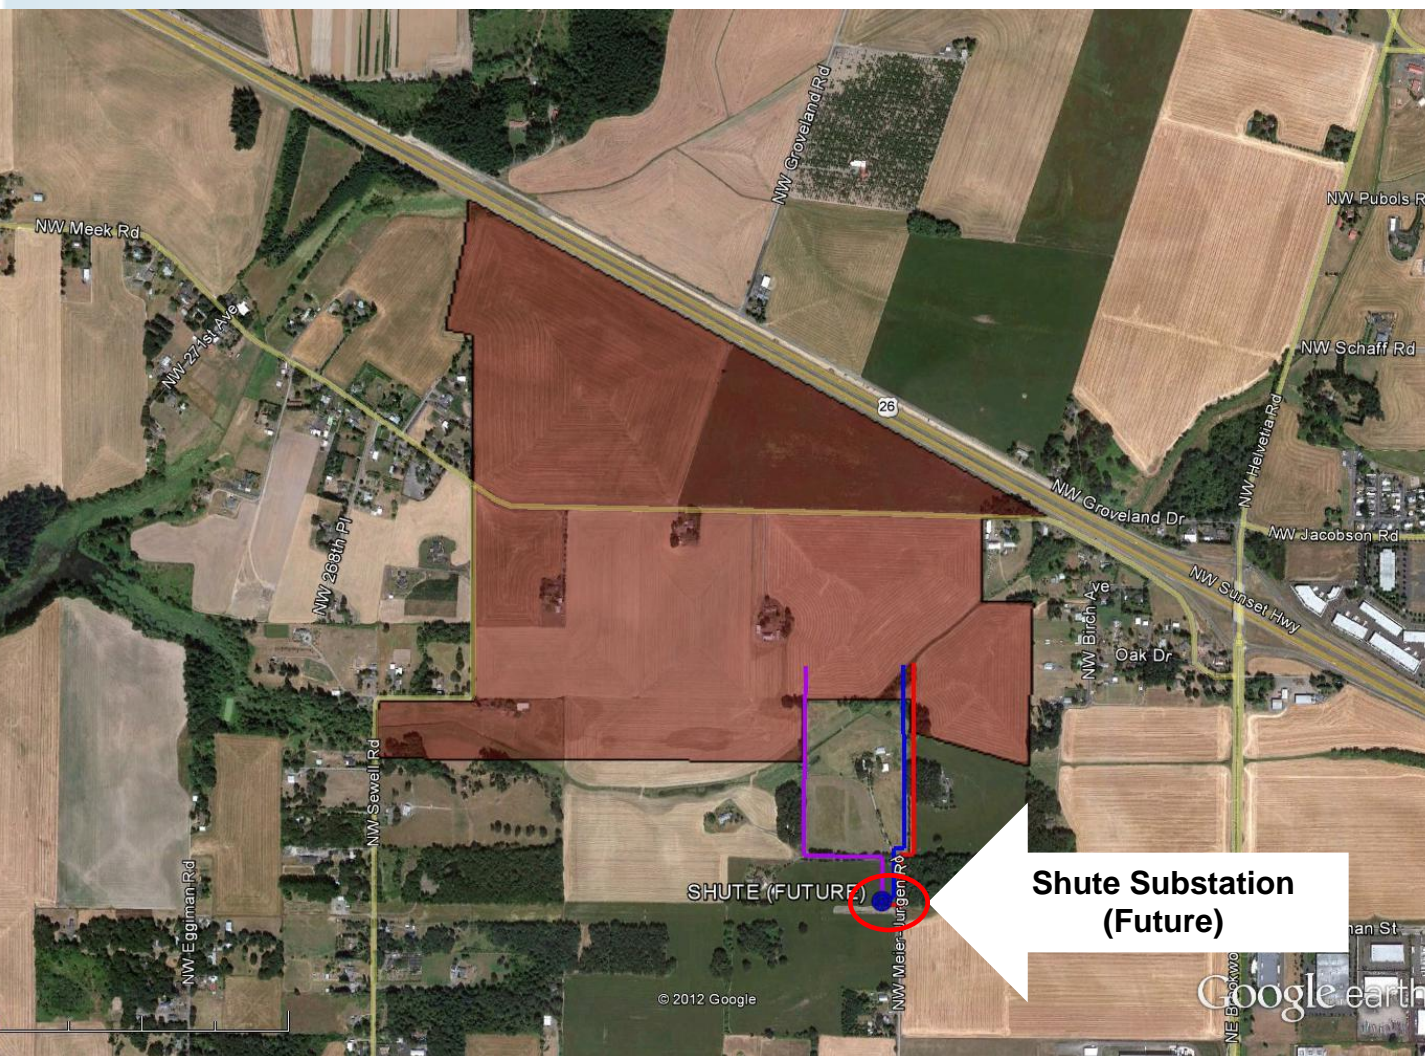 NW Groveland Rd
NW Meek Rd
NW Pubols R
NW 271st Ave
NW Schaff Rd
26
NW Helvetia Rd
NW Groveland Dr
NW Jacobson Rd
NW 268th Pl
NW Sunset Hwy
NW Birch Ave
Oak Dr
NW Sewell Rd
NW Eggiman Rd
SHUTE (FUTURE)
NW Meier-Jurgen Rd
Shute Substation
(Future)
man St
© 2012 Google
Google earth